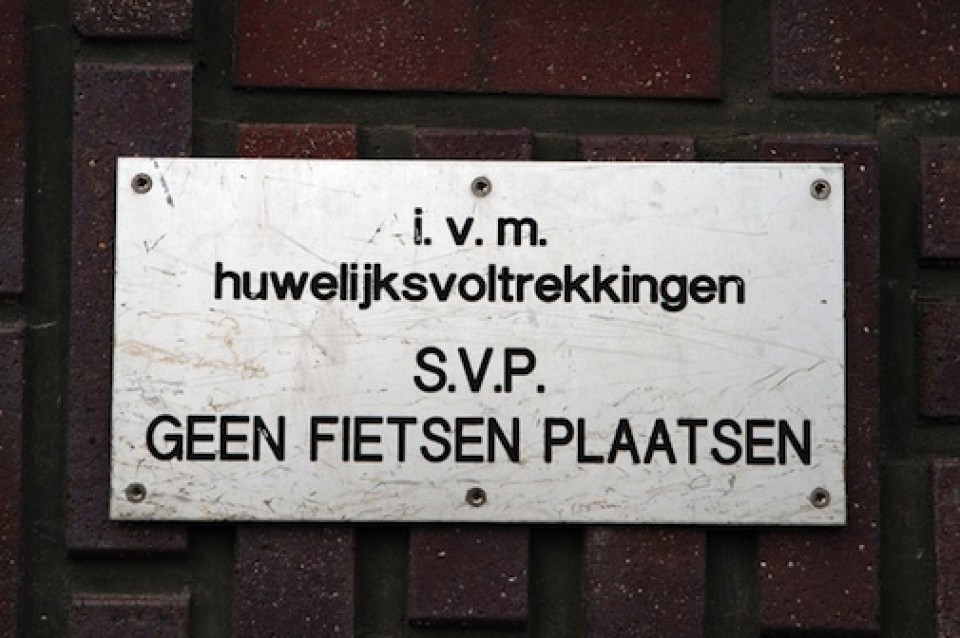 i. v. m.
huwelijksvoltrekkingen
S.V.P.
GEEN FIETSEN PLAATSEN